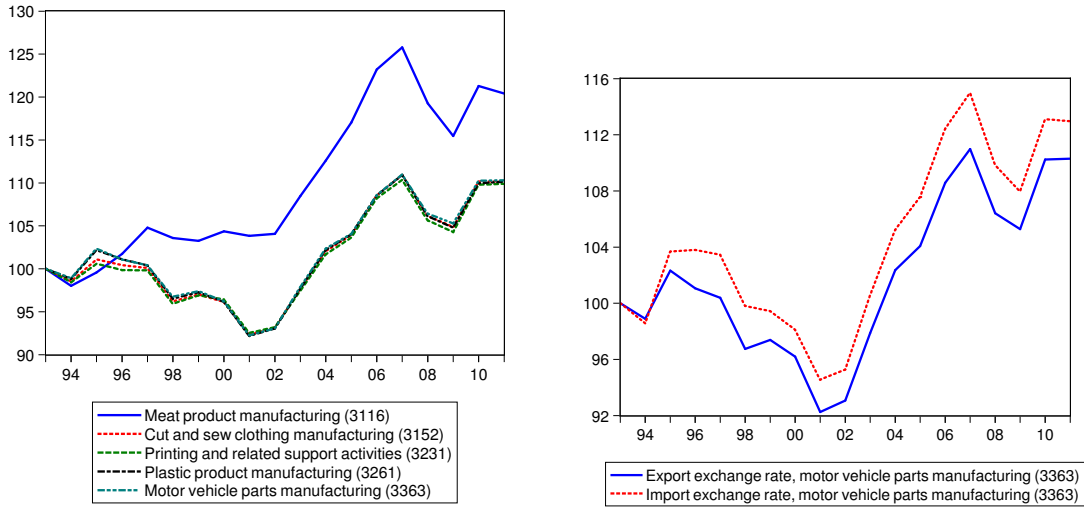 130
125
120
115
110
105
100
95
90
94 96 98 00 02 04 06 08 10
Meat product manufacturing (3116)
Cut and sew clothing manufacturing (3152)
Printing and related support activities (3231)
Plastic product manufacturing (3261)
Motor vehicle parts manufacturing (3363)
116
112
108
104
100
96
92
94 96 98 00 02 04 06 08 10
Export exchange rate, motor vehicle parts manufacturing (3363)
Import exchange rate, motor vehicle parts manufacturing (3363)